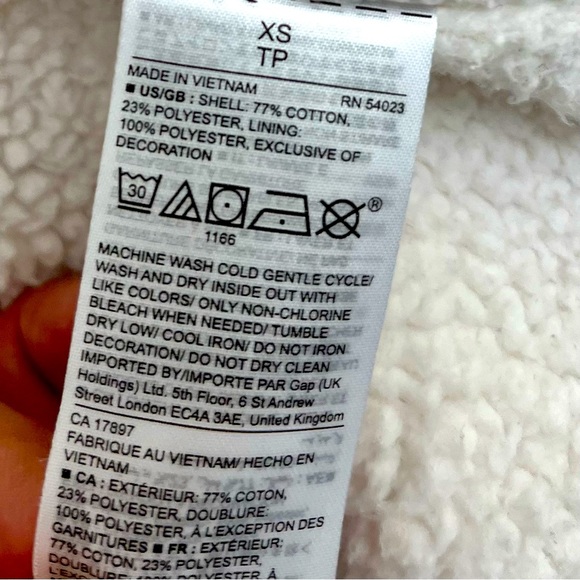 XS
TP
MADE IN VIETNAM RN 54023
■ US/GB : SHELL: 77% COTTON,
23% POLYESTER, LINING:
100% POLYESTER, EXCLUSIVE OF
DECORATION
30
®
1166
MACHINE WASH COLD GENTLE CYCLE/
WASH AND DRY INSIDE OUT WITH
LIKE COLORS/ ONLY NON-CHLORINE
BLEACH WHEN NEEDED/ TUMBLE
DRY LOW/ COOL IRON/ DO NOT IRON
DECORATION/ DO NOT DRY CLEAN
IMPORTED BY/IMPORTE PAR Gap (UK
Holdings) Ltd. 5th Floor, 6 St Andrew
Street London EC4A 3AE, United Kingdom
CA 17897
FABRIQUE AU VIETNAM/ HECHO EN
VIETNAM
■ CA : EXTÉRIEUR: 77% COTON,
23% POLYESTER, DOUBLURE:
100% POLYESTER, À L'EXCEPTION DES
GARNITURES ■ FR : EXTÉRIEUR:
77% COTON, 23% POLYESTER,
DOUBLURE: 100% POLYESTER, À